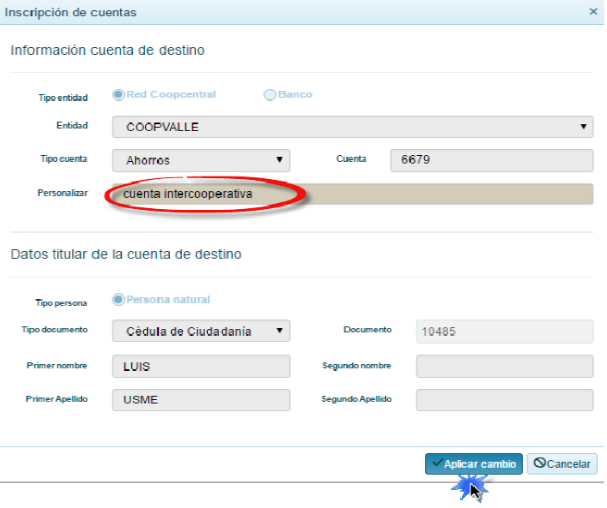 Inscripción de cuentas ×
Información cuenta de destino
Tipo entidad Red Coopcentral Banco
Entidad COOPVALLE
Tipo cuenta Ahorros Cuenta 6679
Personalizar cuenta intercooperativa
Datos titular de la cuenta de destino
Tipo persona Persona natural
Tipo documento Cédula de Ciudadanía Documento 10485
Primer nombre LUIS Segundo nombre
Primer Apellido USME Segundo Apellido
Aplicar cambio Cancelar